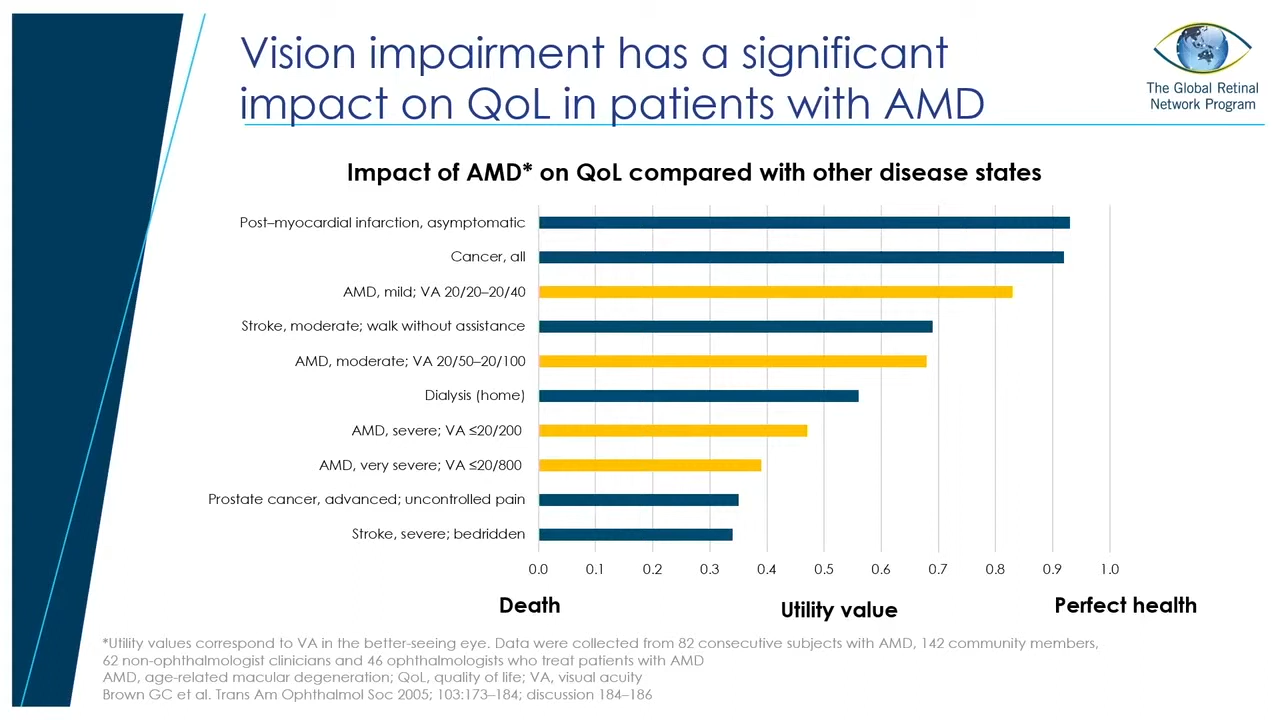 Vision impairment has a significant
impact on QoL in patients with AMD
The Global Retinal
Network Program
Impact of AMD* on QoL compared with other disease states
Post–myocardial infarction, asymptomatic
Cancer, all
AMD, mild; VA 20/20–20/40
Stroke, moderate; walk without assistance
AMD, moderate; VA 20/50–20/100
Dialysis (home)
AMD, severe; VA ≤20/200
AMD, very severe; VA ≤20/800
Prostate cancer, advanced; uncontrolled pain
Stroke, severe; bedridden
0.0 0.1 0.2 0.3 0.4 0.5 0.6 0.7 0.8 0.9 1.0
Death Utility value Perfect health
*Utility values correspond to VA in the better-seeing eye. Data were collected from 82 consecutive subjects with AMD, 142 community members,
62 non-ophthalmologist clinicians and 46 ophthalmologists who treat patients with AMD
AMD, age-related macular degeneration; QoL, quality of life; VA, visual acuity
Brown GC et al. Trans Am Ophthalmol Soc 2005; 103:173–184; discussion 184–186